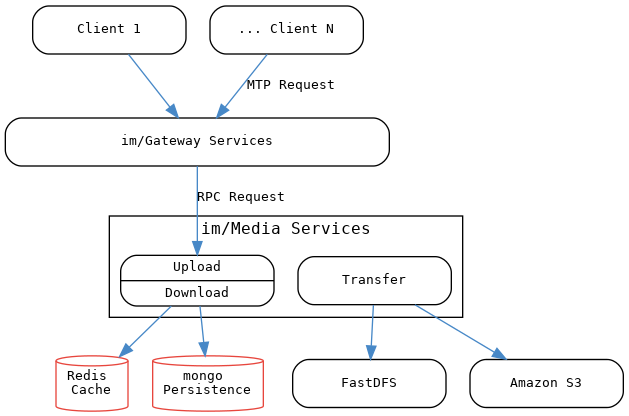 Client 1
... Client N
MTP Request
im/Gateway Services
RPC Request
im/Media Services
Upload
Download
Transfer
Redis
Cache
mongo
Persistence
FastDFS
Amazon S3